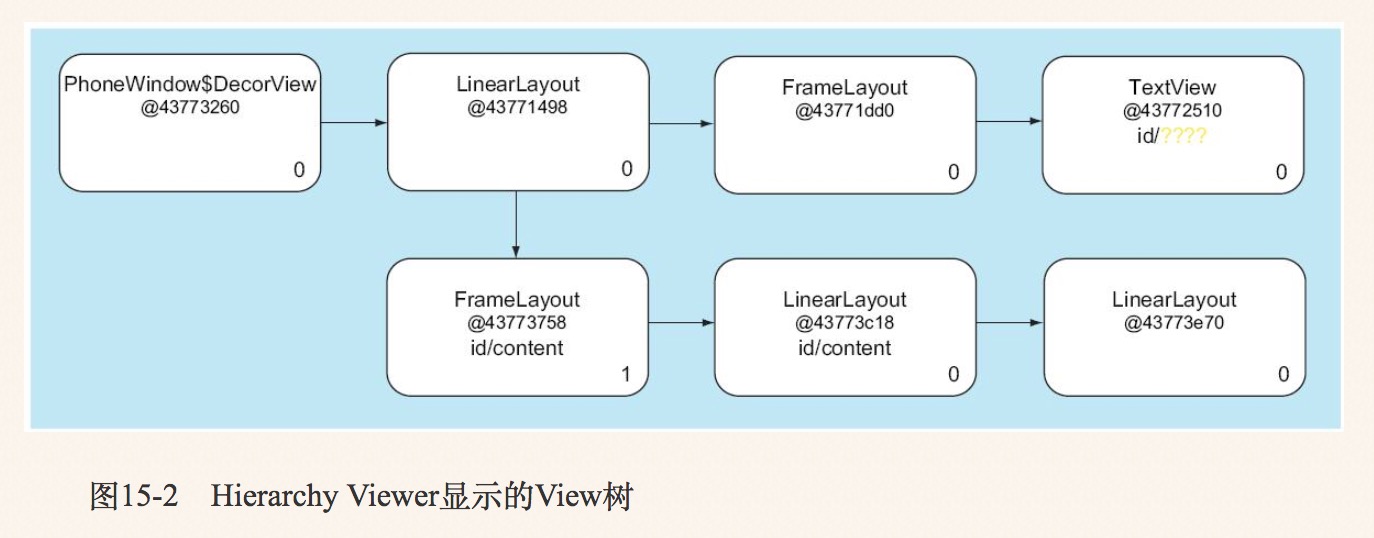 PhoneWindow$DecorView
@43773260
0
LinearLayout
@43771498
0
FrameLayout
@43771dd0
0
TextView
@43772510
id/????
0
FrameLayout
@43773758
id/content
1
LinearLayout
@43773c18
id/content
0
LinearLayout
@43773e70
0
图15-2 Hierarchy Viewer显示的View树